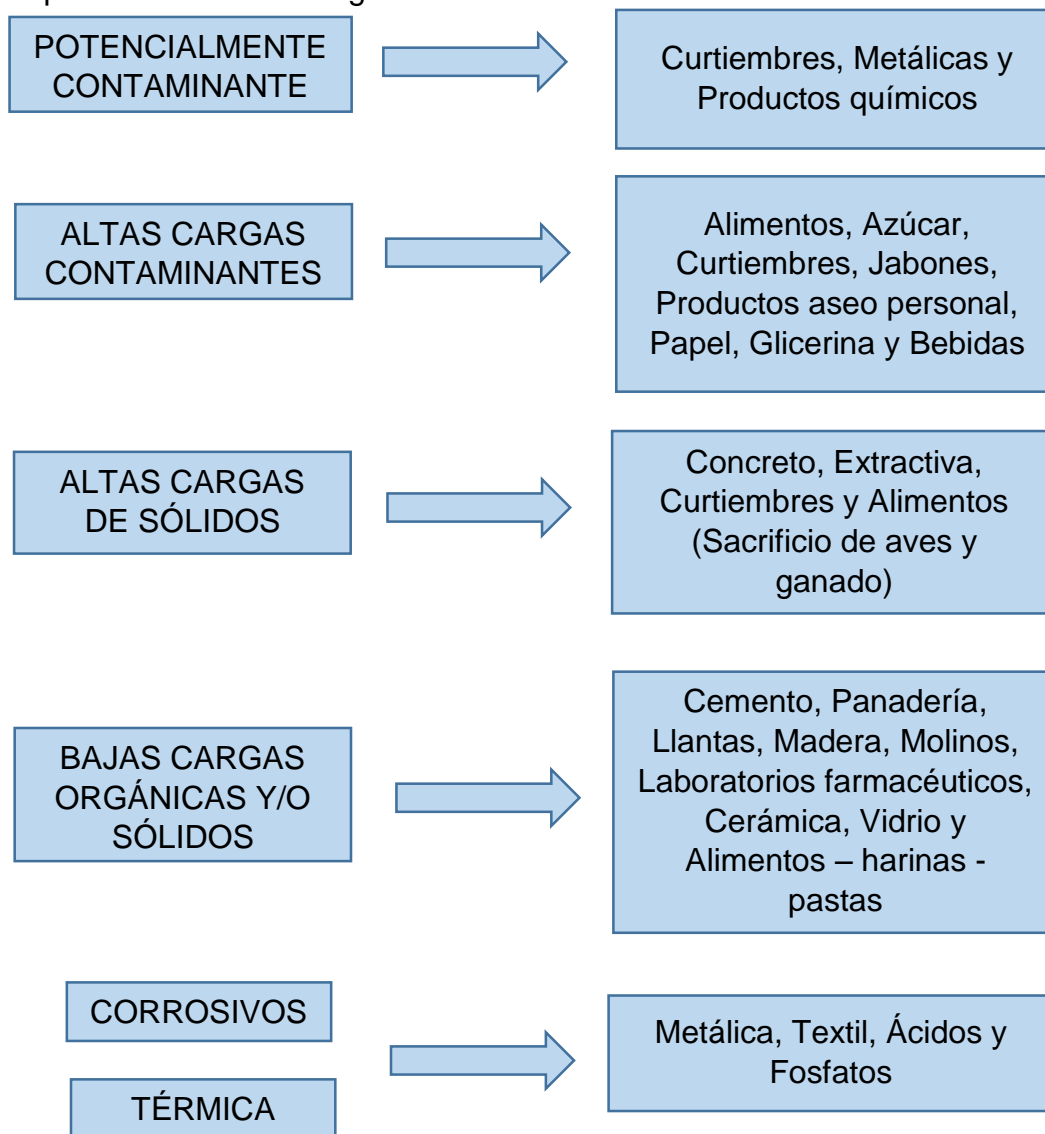 POTENCIALMENTE
CONTAMINANTE
Curtiembres, Metálicas y
Productos químicos
ALTAS CARGAS
CONTAMINANTES
Alimentos, Azúcar,
Curtiembres, Jabones,
Productos aseo personal,
Papel, Glicerina y Bebidas
ALTAS CARGAS
DE SÓLIDOS
Concreto, Extractiva,
Curtiembres y Alimentos
(Sacrificio de aves y
ganado)
BAJAS CARGAS
ORGÁNICAS Y/O
SÓLIDOS
Cemento, Panadería,
Llantas, Madera, Molinos,
Laboratorios farmacéuticos,
Cerámica, Vidrio y
Alimentos – harinas -
pastas
CORROSIVOS
TÉRMICA
Metálica, Textil, Ácidos y
Fosfatos